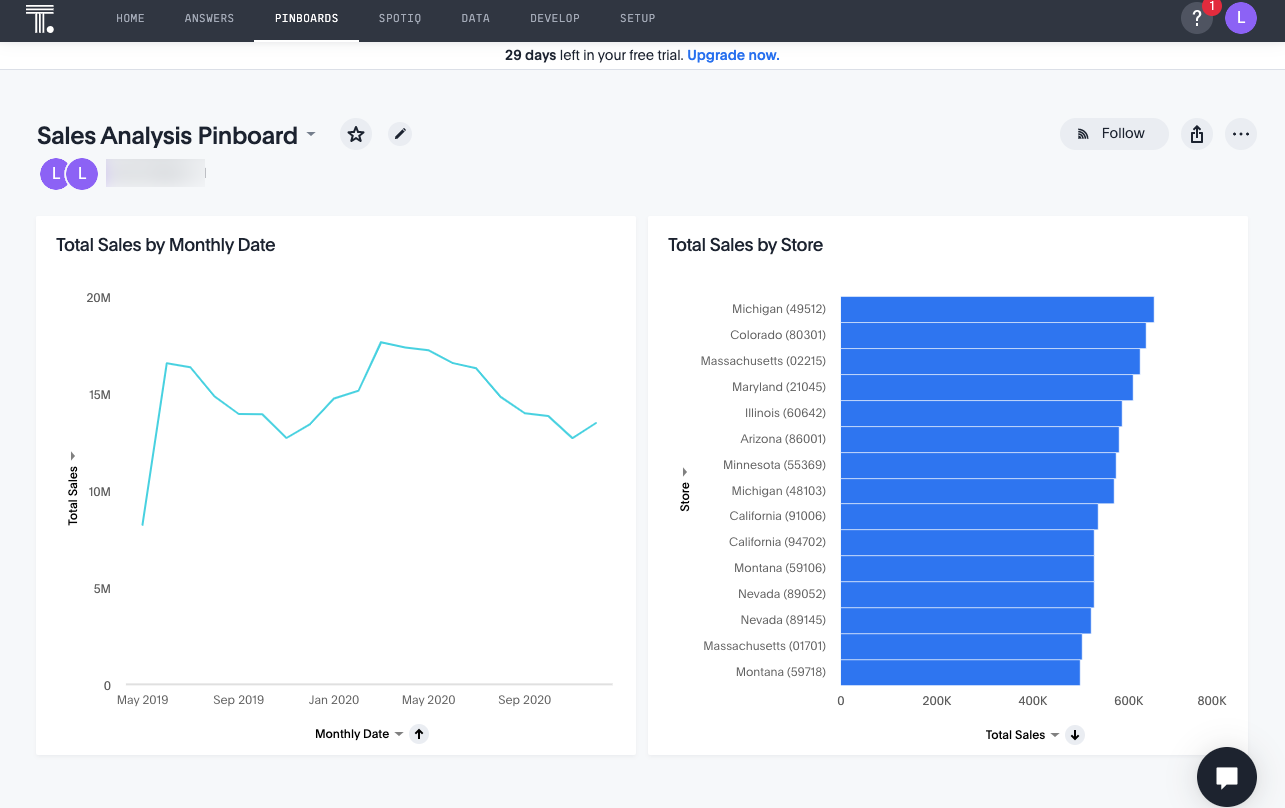 HOME ANSWERS PINBOARDS SPOTIQ DATA DEVELOP SETUP ? 1 L
29 days left in your free trial. Upgrade now.
Sales Analysis Pinboard
Follow
L L
Total Sales by Monthly Date
20M
15M
10M
5M
0
Total Sales
May 2019 Sep 2019 Jan 2020 May 2020 Sep 2020
Monthly Date
Total Sales by Store
Store
Michigan (49512)
Colorado (80301)
Massachusetts (02215)
Maryland (21045)
Illinois (60642)
Arizona (86001)
Minnesota (55369)
Michigan (48103)
California (91006)
California (94702)
Montana (59106)
Nevada (89052)
Nevada (89145)
Massachusetts (01701)
Montana (59718)
0 200K 400K 600K 800K
Total Sales